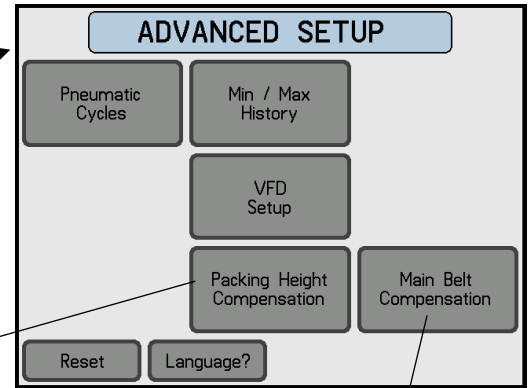 ADVANCED SETUP
Pneumatic
Cycles
Min / Max
History
VFD
Setup
Packing Height
Compensation
Main Belt
Compensation
Reset
Language?